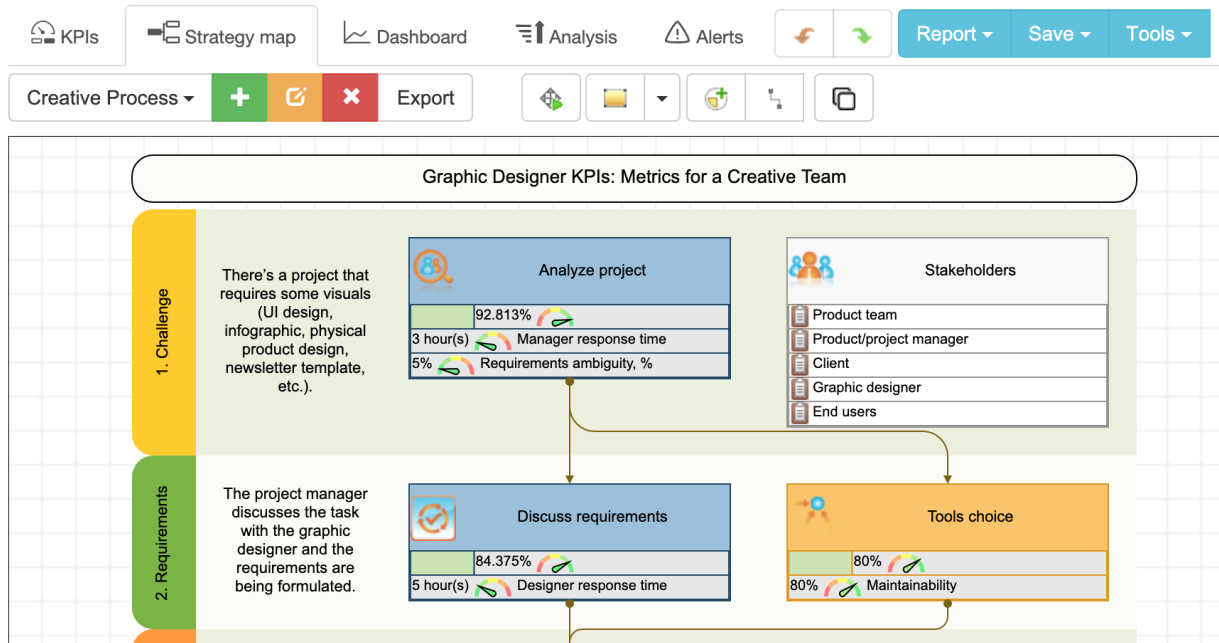 KPIs
Strategy map
Dashboard
Analysis
Alerts
Report
Save
Tools
Creative Process
Export
Graphic Designer KPIs: Metrics for a Creative Team
1. Challenge
There's a project that
requires some visuals
(UI design,
infographic, physical
product design,
newsletter template,
etc.).
Analyze project
92.813%
3 hour(s) Manager response time
5% Requirements ambiguity, %
Stakeholders
Product team
Product/project manager
Client
Graphic designer
End users
2. Requirements
The project manager
discusses the task
with the graphic
designer and the
requirements are
being formulated.
Discuss requirements
84.375%
5 hour(s) Designer response time
Tools choice
80%
80% Maintainability